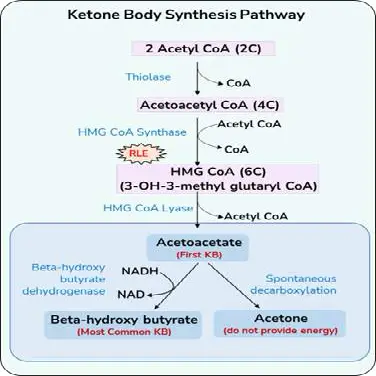 Ketone Body Synthesis Pathway
2 Acetyl CoA (2C)
Thiolase
CoA
Acetoacetyl CoA (4C)
HMG CoA Synthase
Acetyl CoA
RLE
CoA
HMG CoA (6C)
(3-OH-3-methyl glutaryl CoA)
HMG CoA Lyase
Acetyl CoA
Acetoacetate
(First KB)
Beta-hydroxy
butyrate
dehydrogenase
NADH
NAD
Spontaneous
decarboxylation
Beta-hydroxy butyrate
(Most Common KB)
Acetone
(do not provide energy)